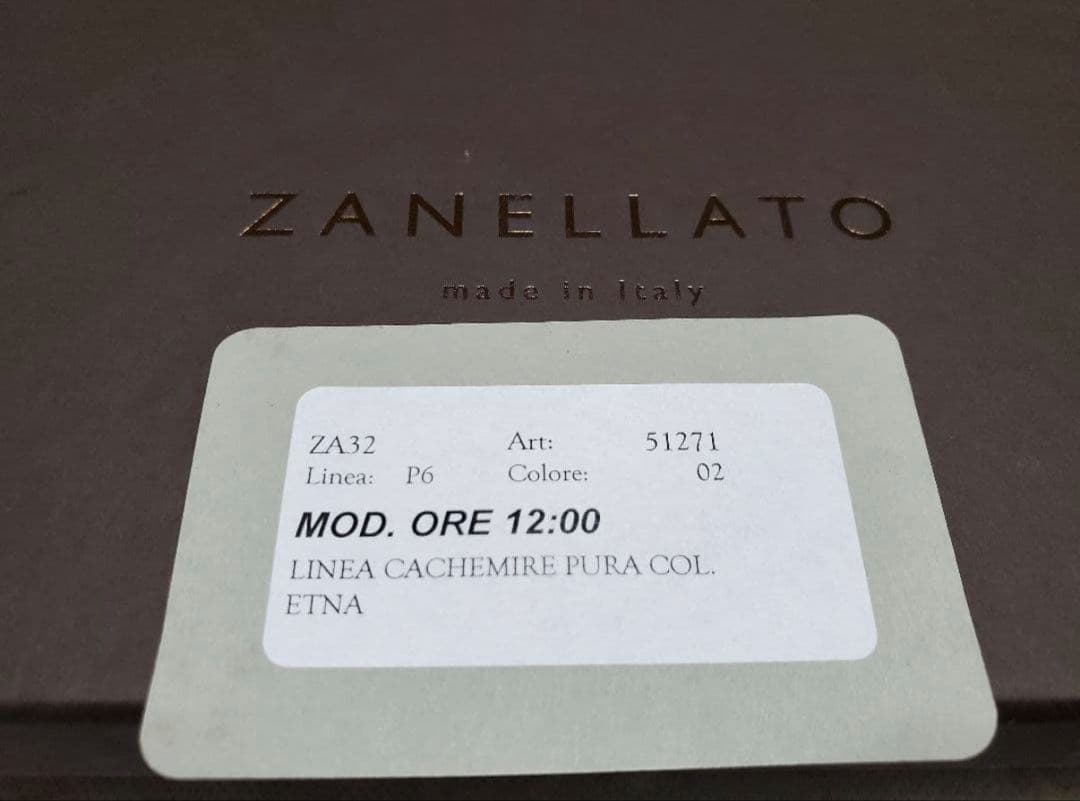 ZANELLATO
made in Italy
ZA32 Art: 51271
Linea: P6 Colore: 02
MOD. ORE 12:00
LINEA CACHEMIRE PURA COL.
ETNA